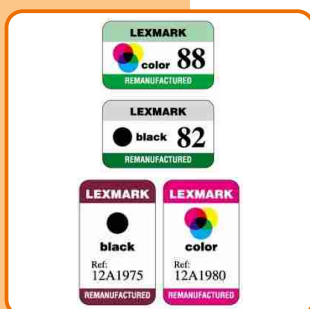 LEXMARK
color 88
REMANUFACTURED
LEXMARK
black 82
REMANUFACTURED
LEXMARK
black
Ref:
12A1975
REMANUFACTURED
LEXMARK
color
Ref:
12A1980
REMANUFACTURED